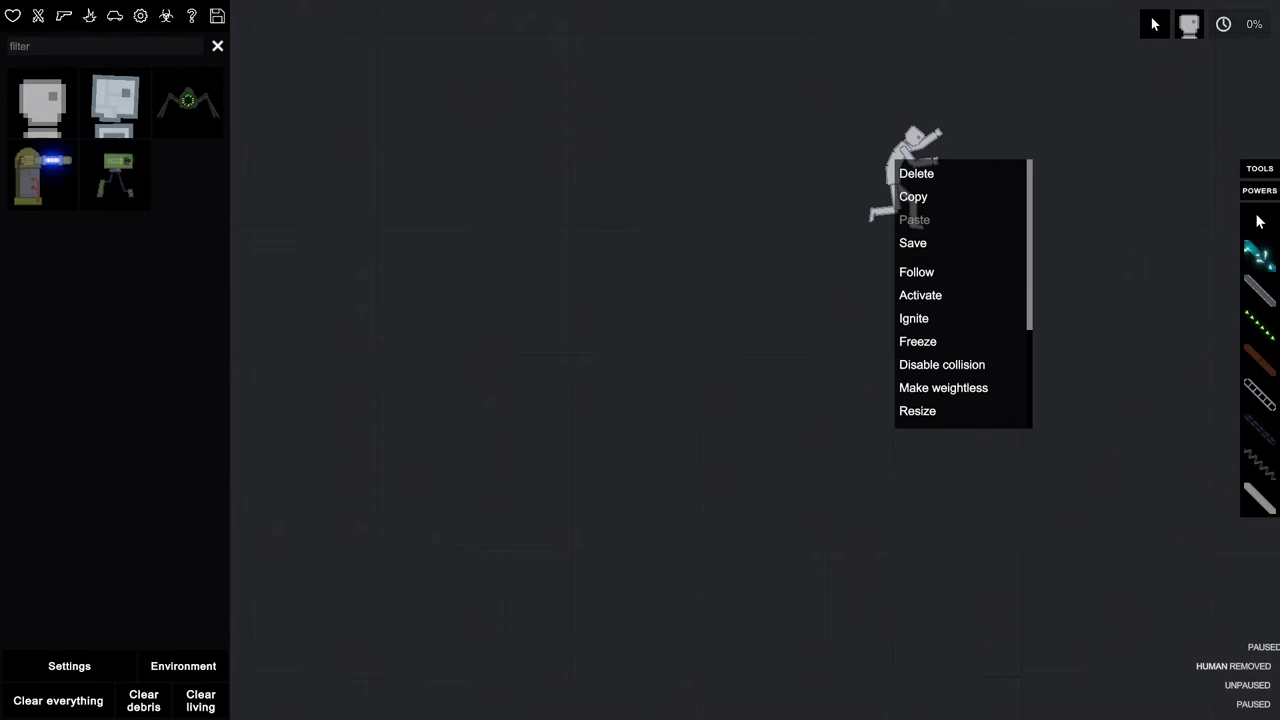 filter
0%
Delete
Copy
Paste
Save
Follow
Activate
Ignite
Freeze
Disable collision
Make weightless
Resize
TOOLS
POWERS
Settings
Environment
Clear everything
Clear debris
Clear living
PAUSED
HUMAN REMOVED
UNPAUSED
PAUSED